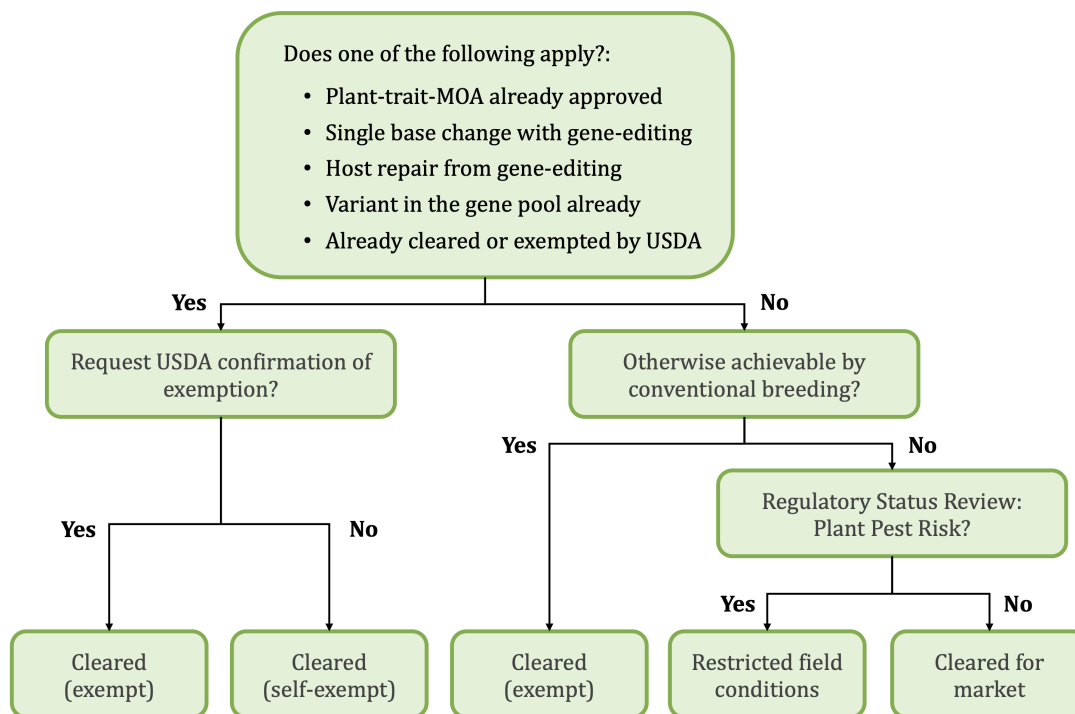 Does one of the following apply?:
• Plant-trait-MOA already approved
• Single base change with gene-editing
• Host repair from gene-editing
• Variant in the gene pool already
• Already cleared or exempted by USDA
Yes
No
Request USDA confirmation of
exemption?
Otherwise achievable by
conventional breeding?
Yes
No
Regulatory Status Review:
Plant Pest Risk?
Yes
No
Yes
No
Cleared
(exempt)
Cleared
(self-exempt)
Cleared
(exempt)
Restricted field
conditions
Cleared for
market